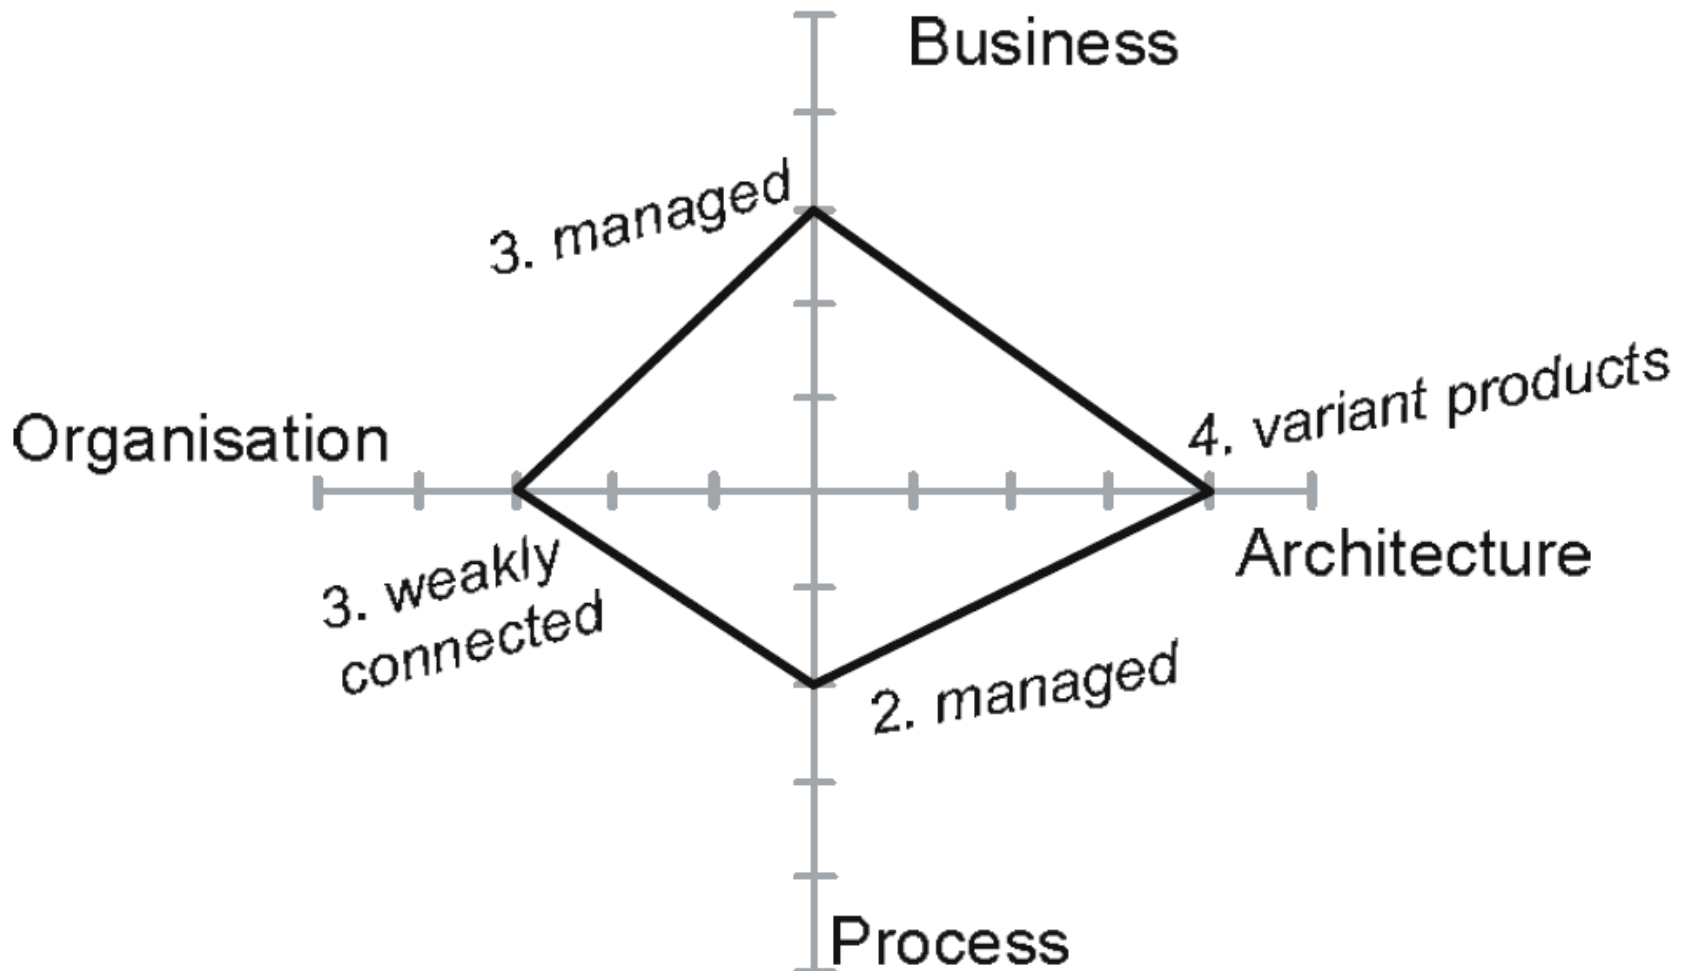 Business
3. managed
4. variant products
Organisation
Architecture
3. weakly
connected
2. managed
Process